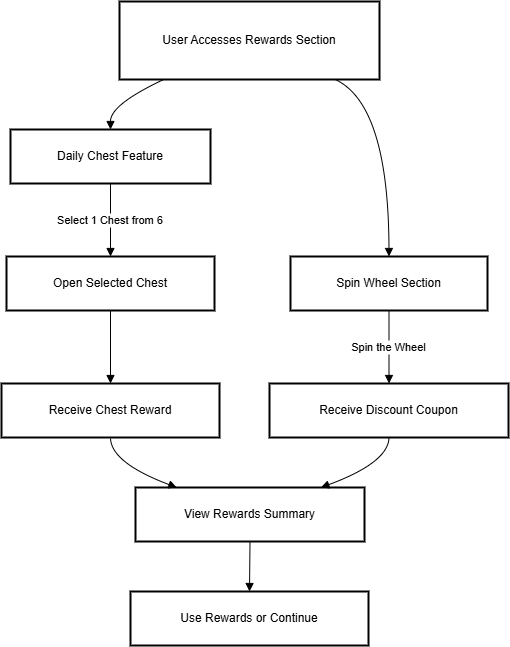 User Accesses Rewards Section
Daily Chest Feature
Select 1 Chest from 6
Open Selected Chest
Spin Wheel Section
Spin the Wheel
Receive Chest Reward
Receive Discount Coupon
View Rewards Summary
Use Rewards or Continue